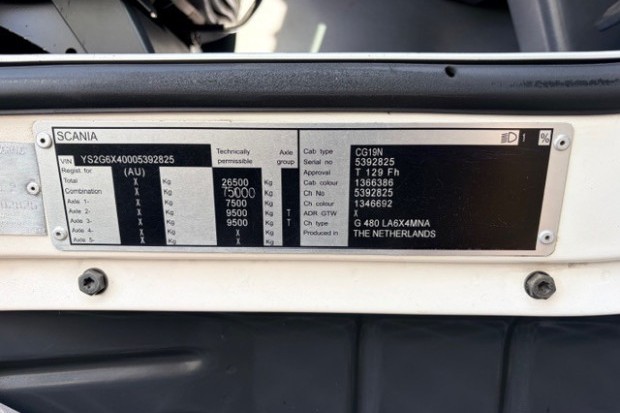 SCANIA
VIN YS2G6X40005392825 Technically permissible Axle group
Regist. for (AU)
Total X Kg 26500 Kg
Combination X Kg 75000 Kg
Axle 1- X Kg 7500 Kg
Axle 2- X Kg 9500 Kg T
Axle 3- X Kg 9500 Kg T
Axle 4- X Kg X Kg
Axle 5- X Kg X Kg
1 %
Cab type CG19N
Serial no 5392825
Approval T 129 Fh
Cab colour 1366386
Ch No 5392825
Ch colour 1346692
ADR GTW X
Ch type G 480 LA6X4MNA
Produced in THE NETHERLANDS